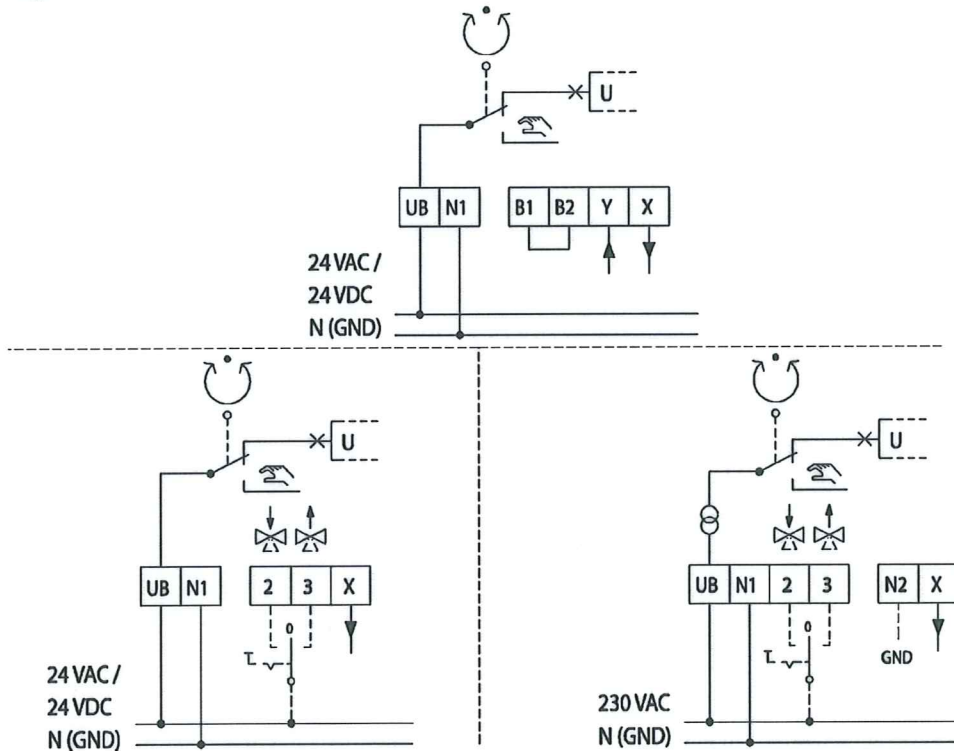 U
UB N1 B1 B2 Y X
24 VAC /
24 VDC
N (GND)
U
UB N1 2 3 X
0
24 VAC /
24 VDC
N (GND)
U
UB N1 2 3 N2 X
0
GND
230 VAC
N (GND)